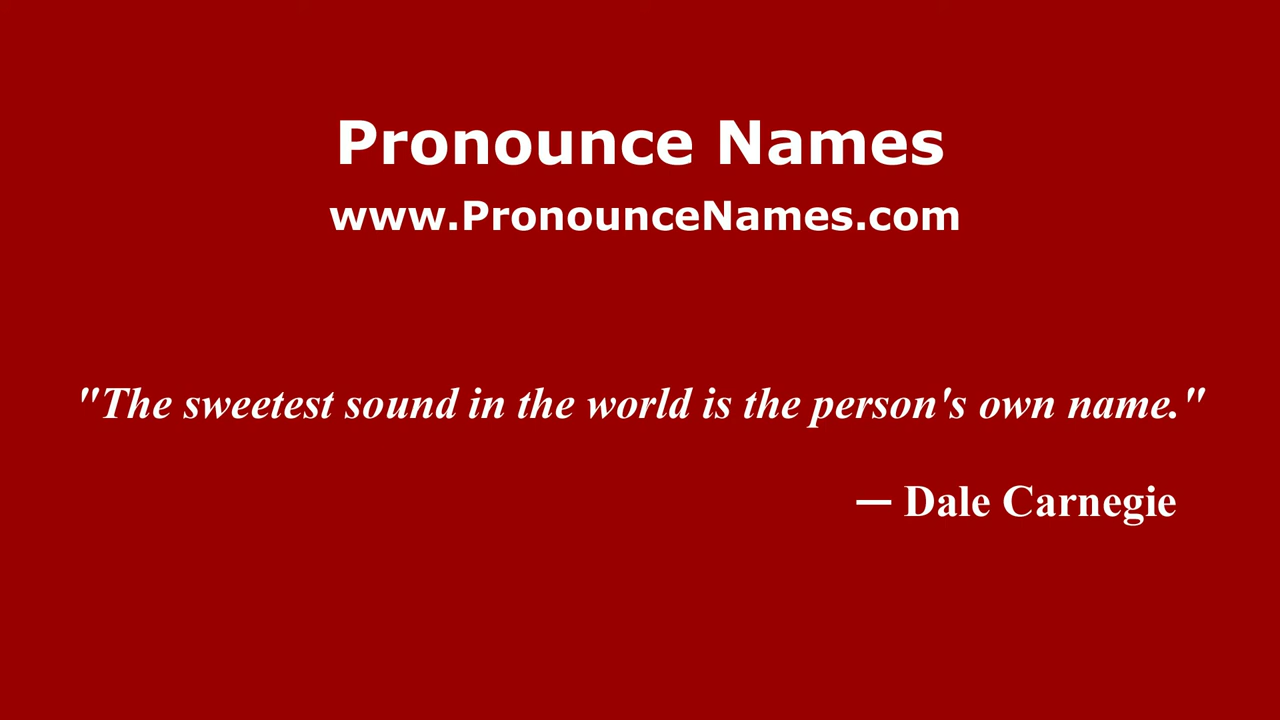 Pronounce Names
www.PronounceNames.com
"The sweetest sound in the world is the person's own name."
— Dale Carnegie